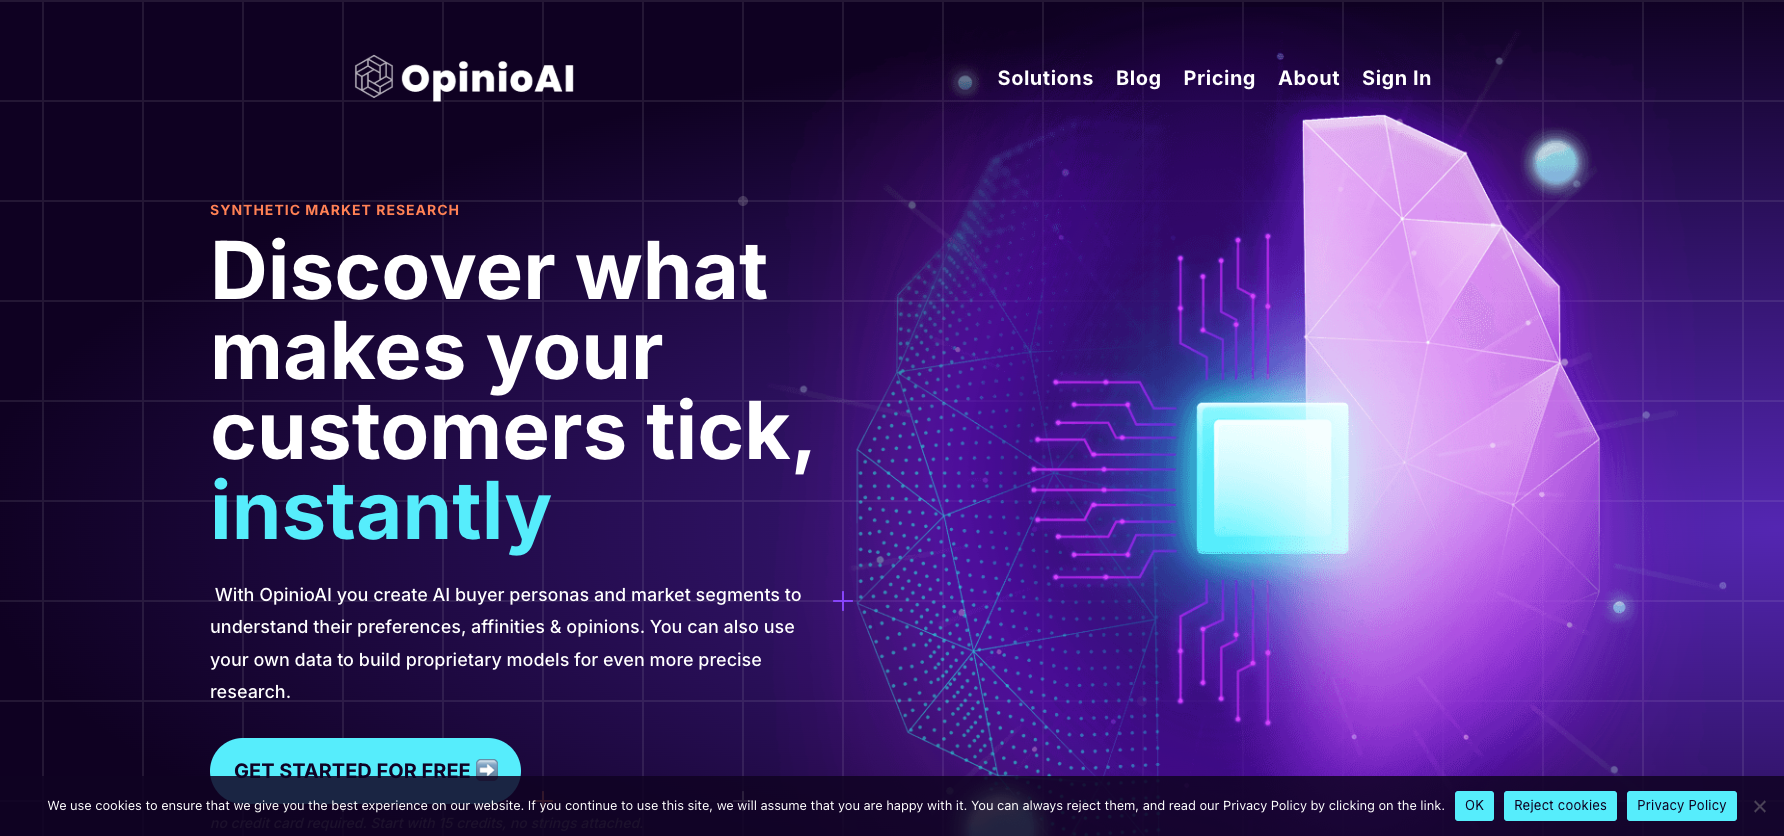 OpinioAI
Solutions Blog Pricing About Sign In
SYNTHETIC MARKET RESEARCH
Discover what
makes your
customers tick,
instantly
With OpinioAI you create AI buyer personas and market segments to
understand their preferences, affinities & opinions. You can also use
your own data to build proprietary models for even more precise
research.
GET STARTED FOR FREE ➡️
We use cookies to ensure that we give you the best experience on our website. If you continue to use this site, we will assume that you are happy with it. You can always reject them, and read our Privacy Policy by clicking on the link. OK Reject cookies Privacy Policy
no credit card required. Start with 15 credits, no strings attached.